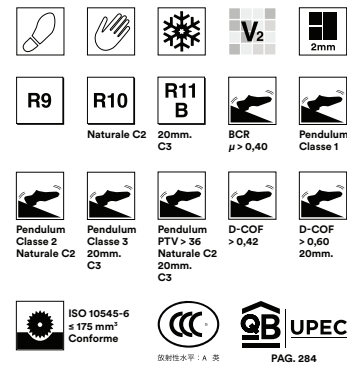 V2
2mm
R9
R10
R11
B
Naturale C2
20mm.
C3
BCR
μ > 0,40
Pendulum
Classe 1
Pendulum
Classe 2
Naturale C2
Pendulum
Classe 3
20mm.
C3
Pendulum
PTV > 36
Naturale C2
20mm.
C3
D-COF
> 0,42
D-COF
> 0,60
20mm.
ISO 10545-6
≤ 175 mm³
Conforme
CCC
放射性水平：A 类
QB UPEC
PAG. 284